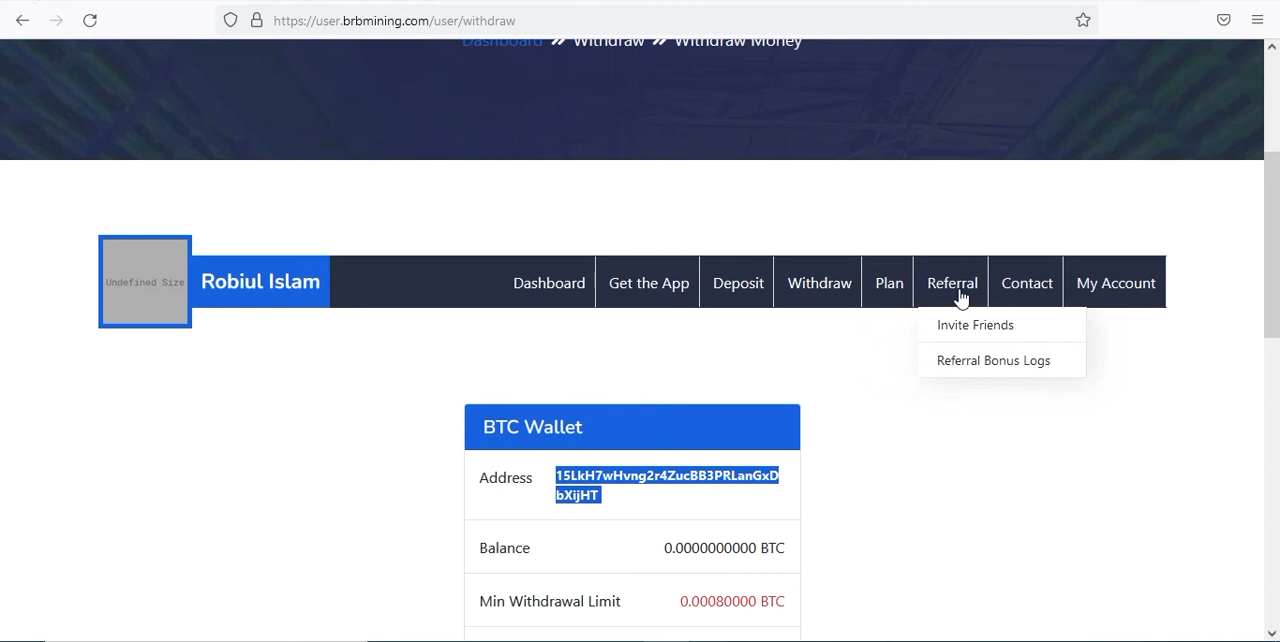 https://user.brbmining.com/user/withdraw
Dashboard » Withdraw » Withdraw Money
Undefined Size
Robiul Islam
Dashboard
Get the App
Deposit
Withdraw
Plan
Referral
Contact
My Account
Invite Friends
Referral Bonus Logs
BTC Wallet
Address
15LkH7wHvng2r4ZucBB3PRLanGxD
bXijHT
Balance 0.0000000000 BTC
Min Withdrawal Limit 0.00080000 BTC